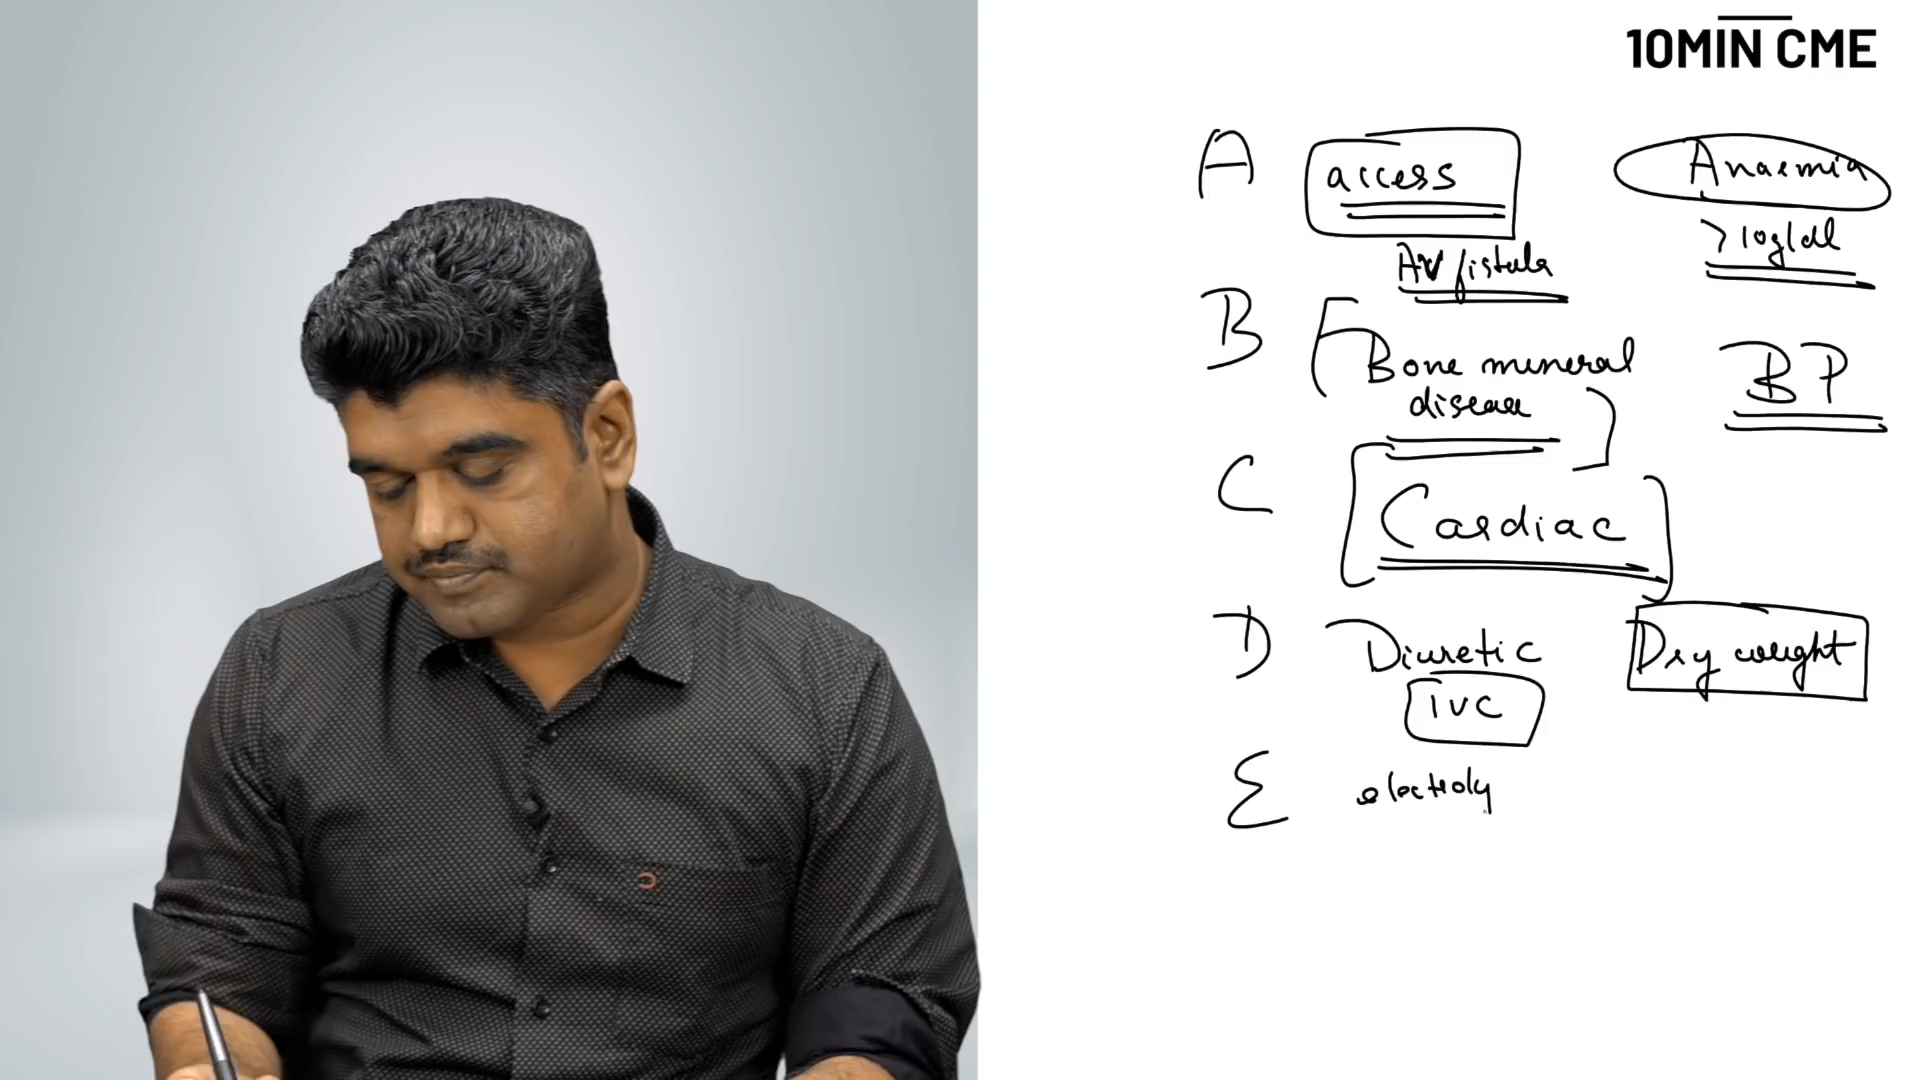 10MIN CME
A access Anaemia
>10g/dl
AV fistula
B Bone mineral
disease
BP
C Cardiac
D Diuretic Dry weight
IVC
E electroly